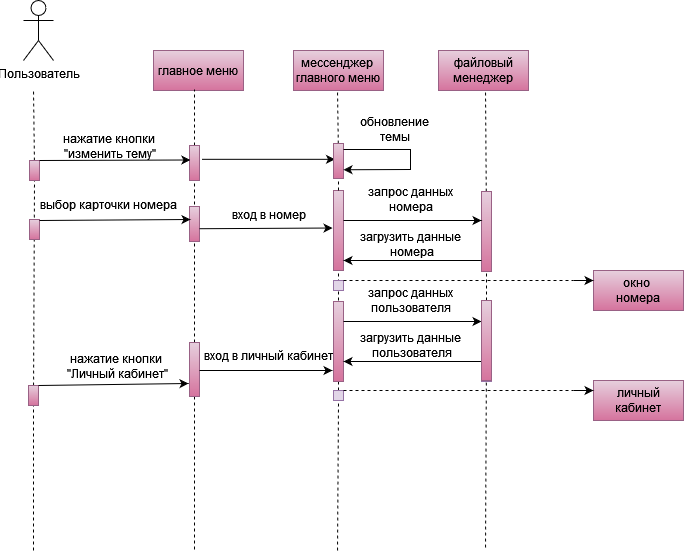 Пользователь
главное меню
мессенджер
главного меню
файловый
менеджер
обновление
темы
нажатие кнопки
"изменить тему"
выбор карточки номера
вход в номер
запрос данных
номера
загрузить данные
номера
окно
номера
запрос данных
пользователя
загрузить данные
пользователя
вход в личный кабинет
нажатие кнопки
"Личный кабинет"
личный
кабинет